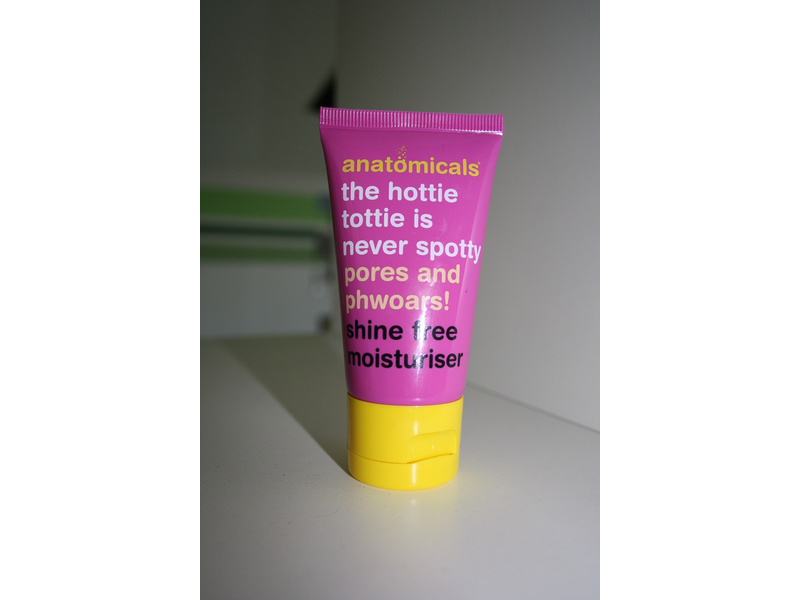 anatomicals
the hottie
tottie is
never spotty
pores and
phwoars!
shine free
moisturiser